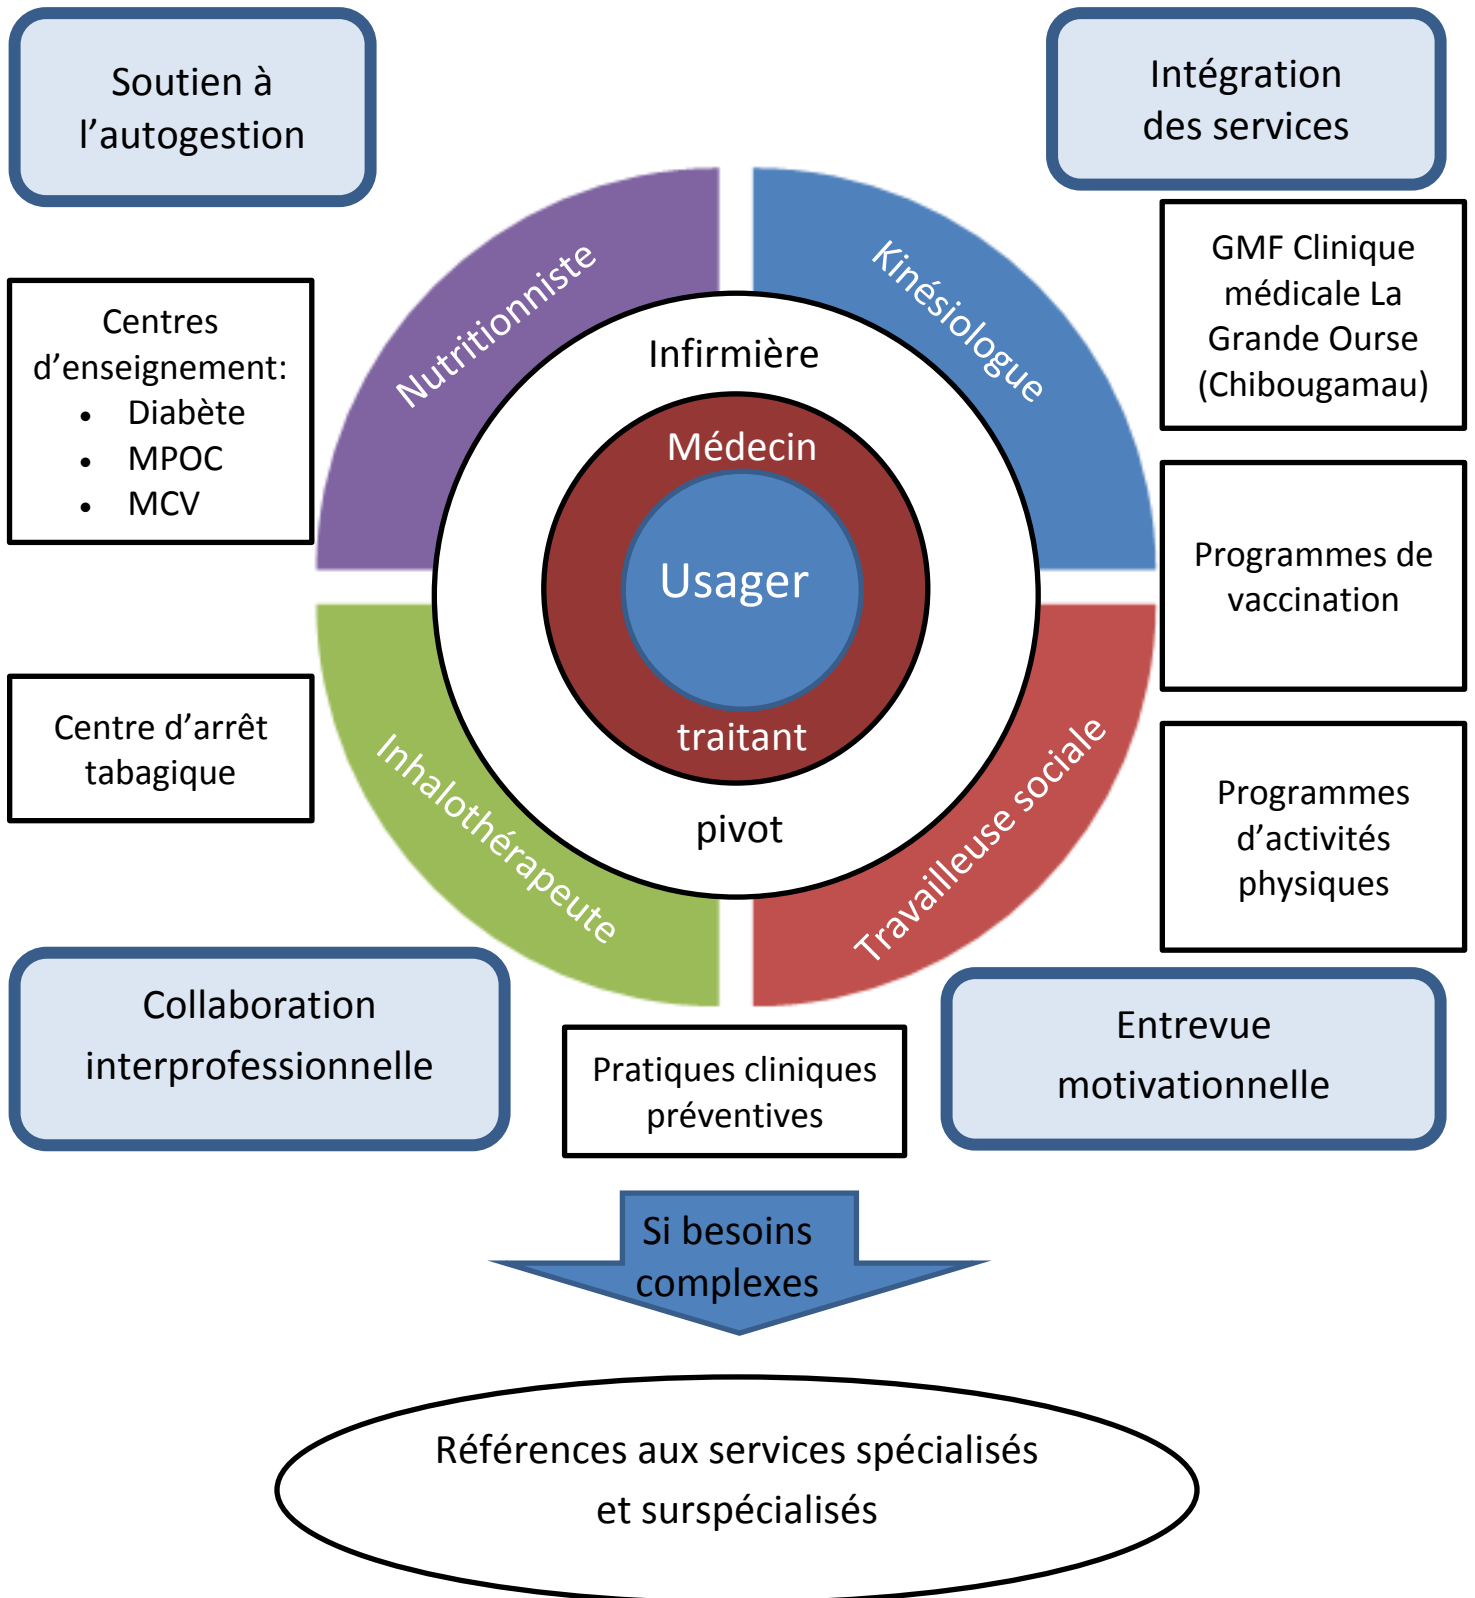 Soutien à
l’autogestion
Intégration
des services
Centres
d’enseignement:
• Diabète
• MPOC
• MCV
Centre d’arrêt
tabagique
Nutritionniste
Kinésiologue
Infirmière
Médecin
Usager
traitant
pivot
Inhalothérapeute
Travailleuse sociale
GMF Clinique
médicale La
Grande Ourse
(Chibougamau)
Programmes de
vaccination
Programmes
d’activités
physiques
Collaboration
interprofessionnelle
Pratiques cliniques
préventives
Entrevue
motivationnelle
Si besoins
complexes
Références aux services spécialisés
et surspécialisés